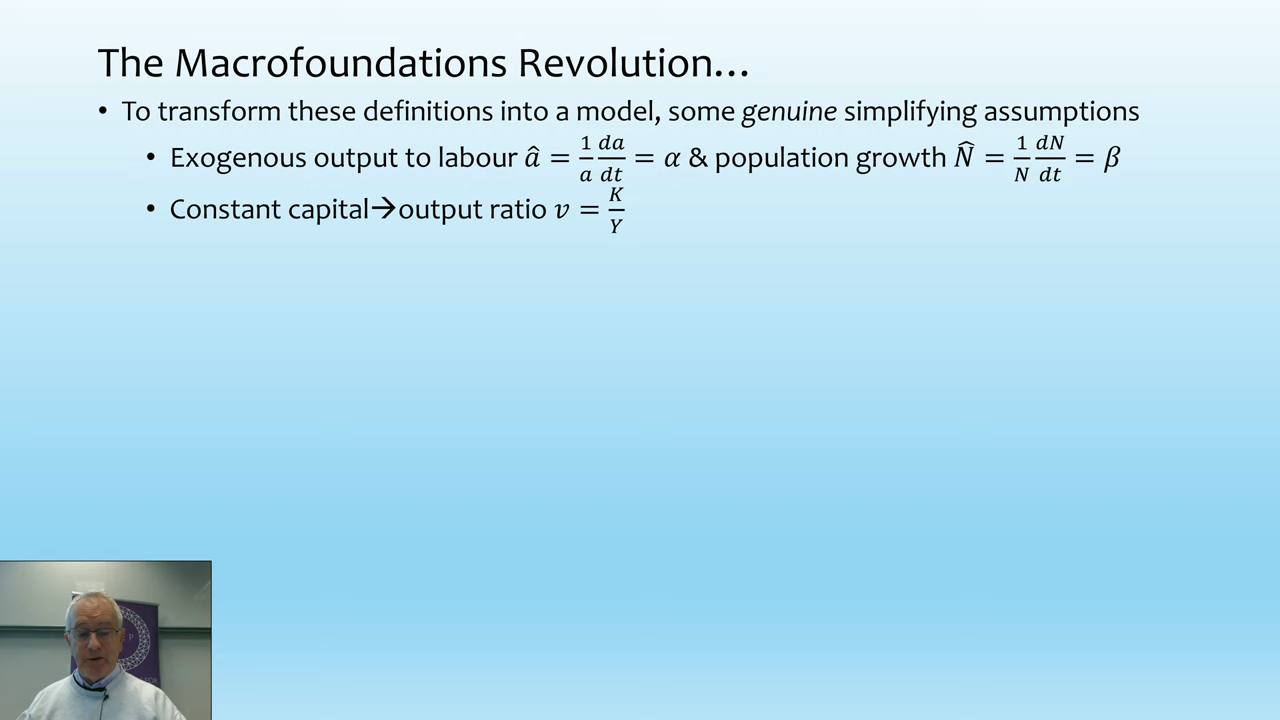 The Macrofoundations Revolution…
• To transform these definitions into a model, some genuine simplifying assumptions
• Exogenous output to labour â = 1/a da/dt = α & population growth N̂ = 1/N dN/dt = β
• Constant capital→output ratio v = K/Y